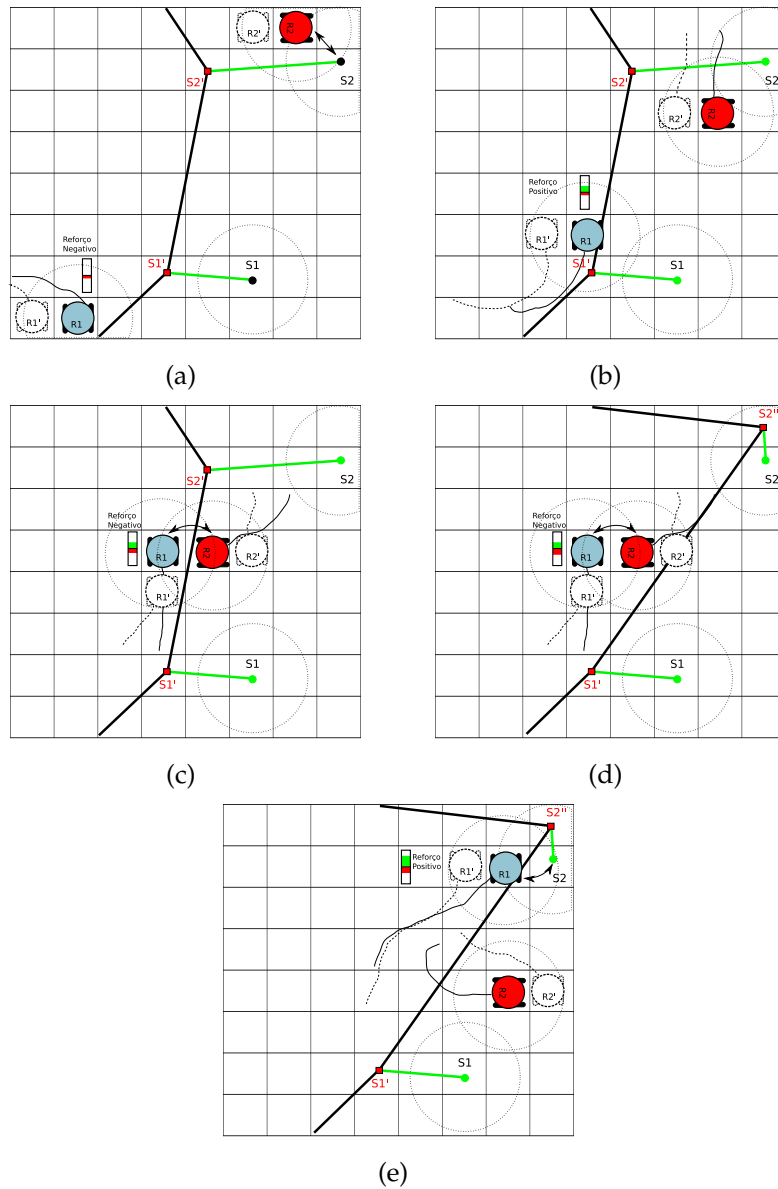 R2'
R2
S2
S2'
Reforço
Negativo
S1'
S1
R1'
R1
(a)
S2
S2'
R2'
R2
Reforço
Positivo
R1'
R1
S1
S1'
(b)
S2
S2'
Reforço
Negativo
R1
R2
R2'
R1'
S1
S1'
(c)
S2"
S2
Reforço
Negativo
R1
R2
R2'
R1'
S1
S1'
(d)
S2"
Reforço
Positivo
R1'
R1
S2
R2
R2'
S1
S1'
(e)